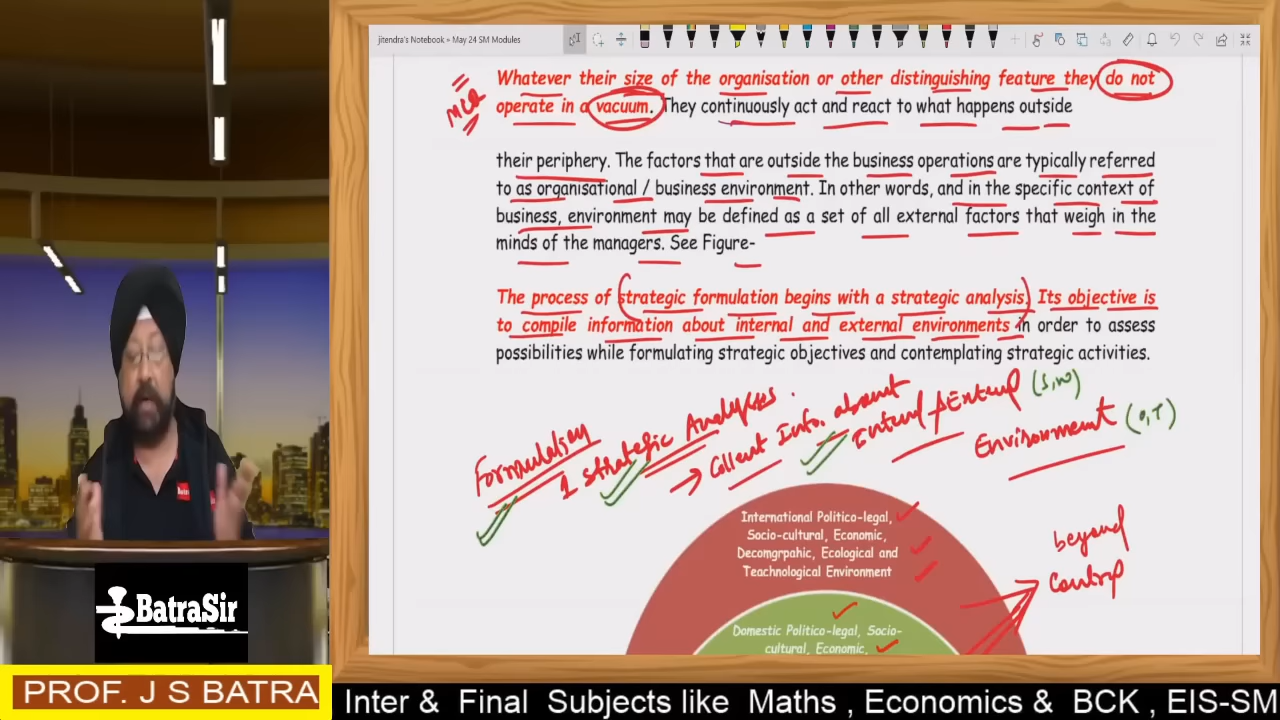 jitendra's Notebook » May 24 SM Modules
Whatever their size of the organisation or other distinguishing feature they do not
MCQ
operate in a vacuum. They continuously act and react to what happens outside
their periphery. The factors that are outside the business operations are typically referred
to as organisational / business environment. In other words, and in the specific context of
business, environment may be defined as a set of all external factors that weigh in the
minds of the managers. See Figure-
The process of strategic formulation begins with a strategic analysis. Its objective is
to compile information about internal and external environments in order to assess
possibilities while formulating strategic objectives and contemplating strategic activities.
Formulation
1 Strategic Analyses.
→ Collect Info. about
Internal + External (S,W)
Environment (O,T)
International Politico-legal,
Socio-cultural, Economic,
Decomgrpahic, Ecological and
Teachnological Environment
beyond
Control
Domestic Politico-legal, Socio-
cultural, Economic,
Batra
BatraSir
PROF. J S BATRA
Inter & Final Subjects like Maths , Economics & BCK , EIS-SM